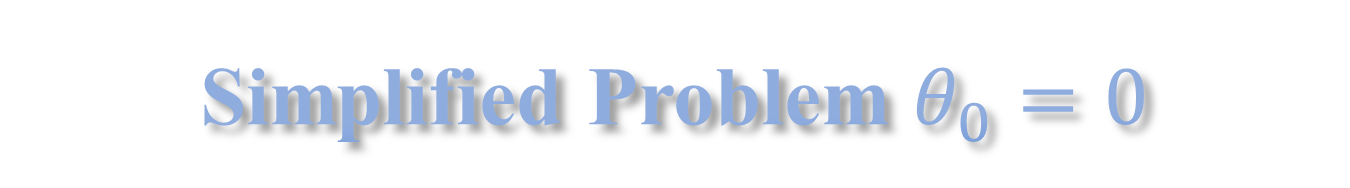 Simplified Problem θ₀ = 0